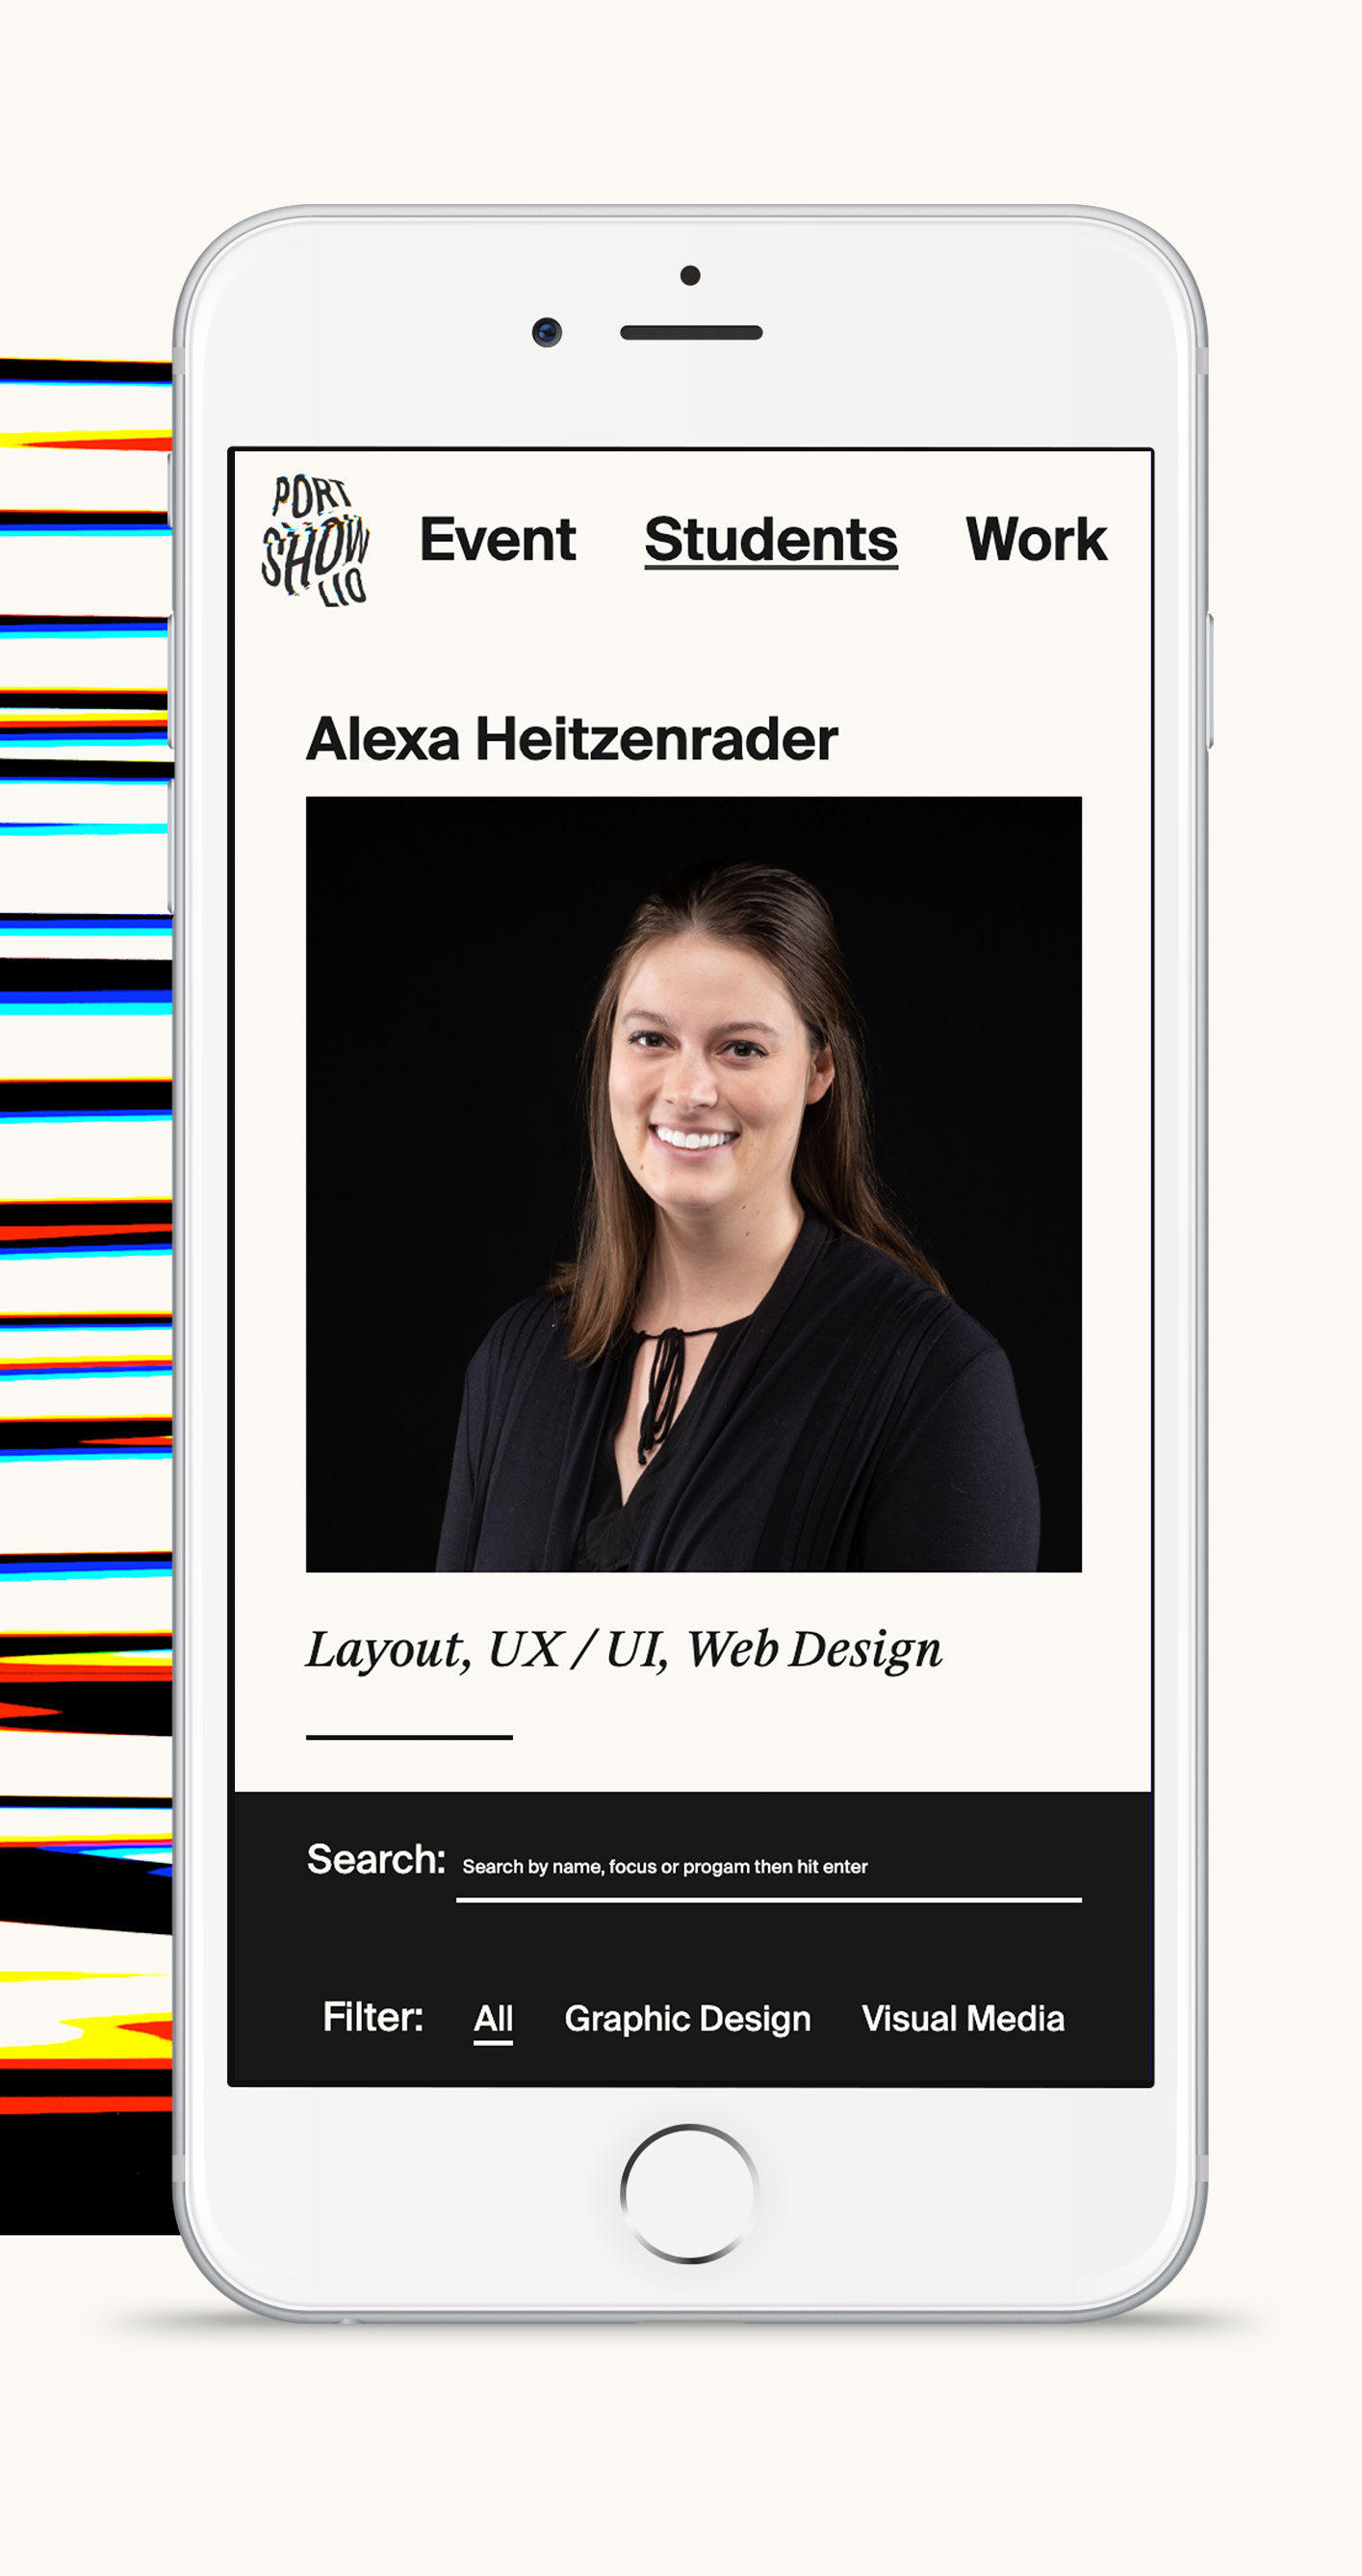 PORT
SHOW
LIO
Event Students Work
Alexa Heitzenrader
Layout, UX / UI, Web Design
Search: Search by name, focus or progam then hit enter
Filter: All Graphic Design Visual Media